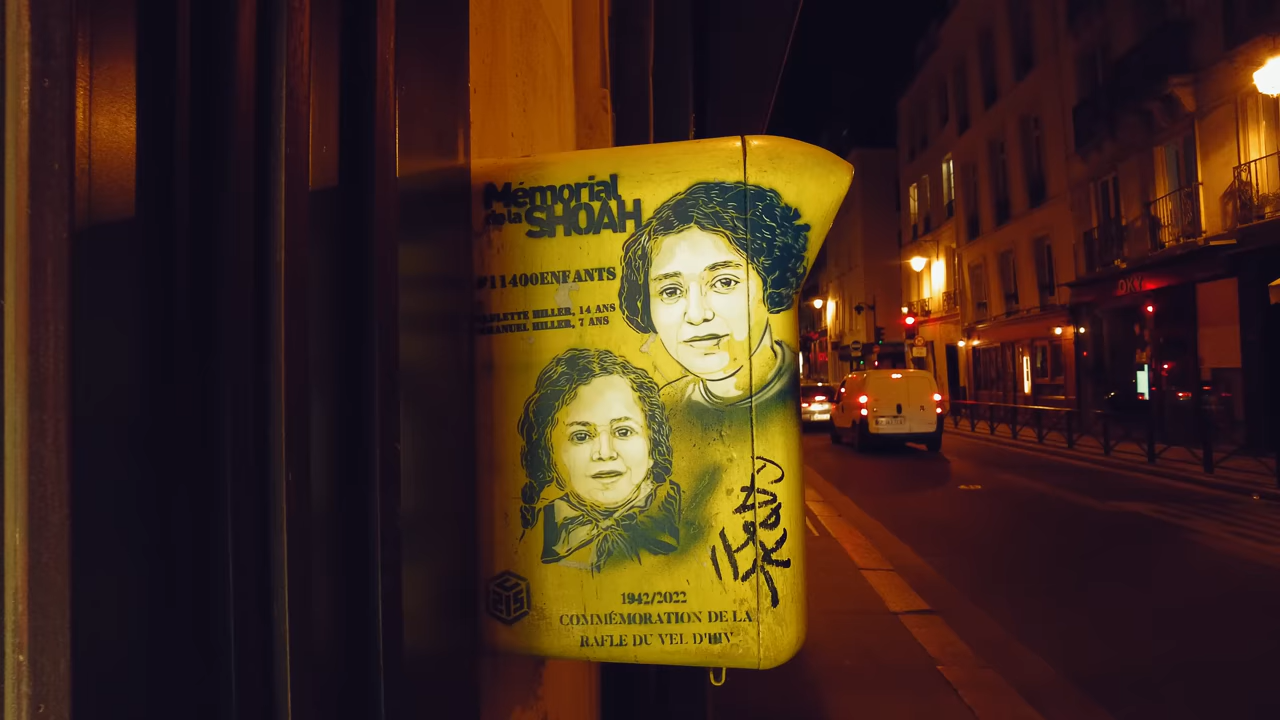 Mémorial
de la SHOAH
#11400ENFANTS
PAULETTE HILLER, 14 ANS
EMMANUEL HILLER, 7 ANS
C215
1942/2022
COMMÉMORATION DE LA
RAFLE DU VEL D'HIV